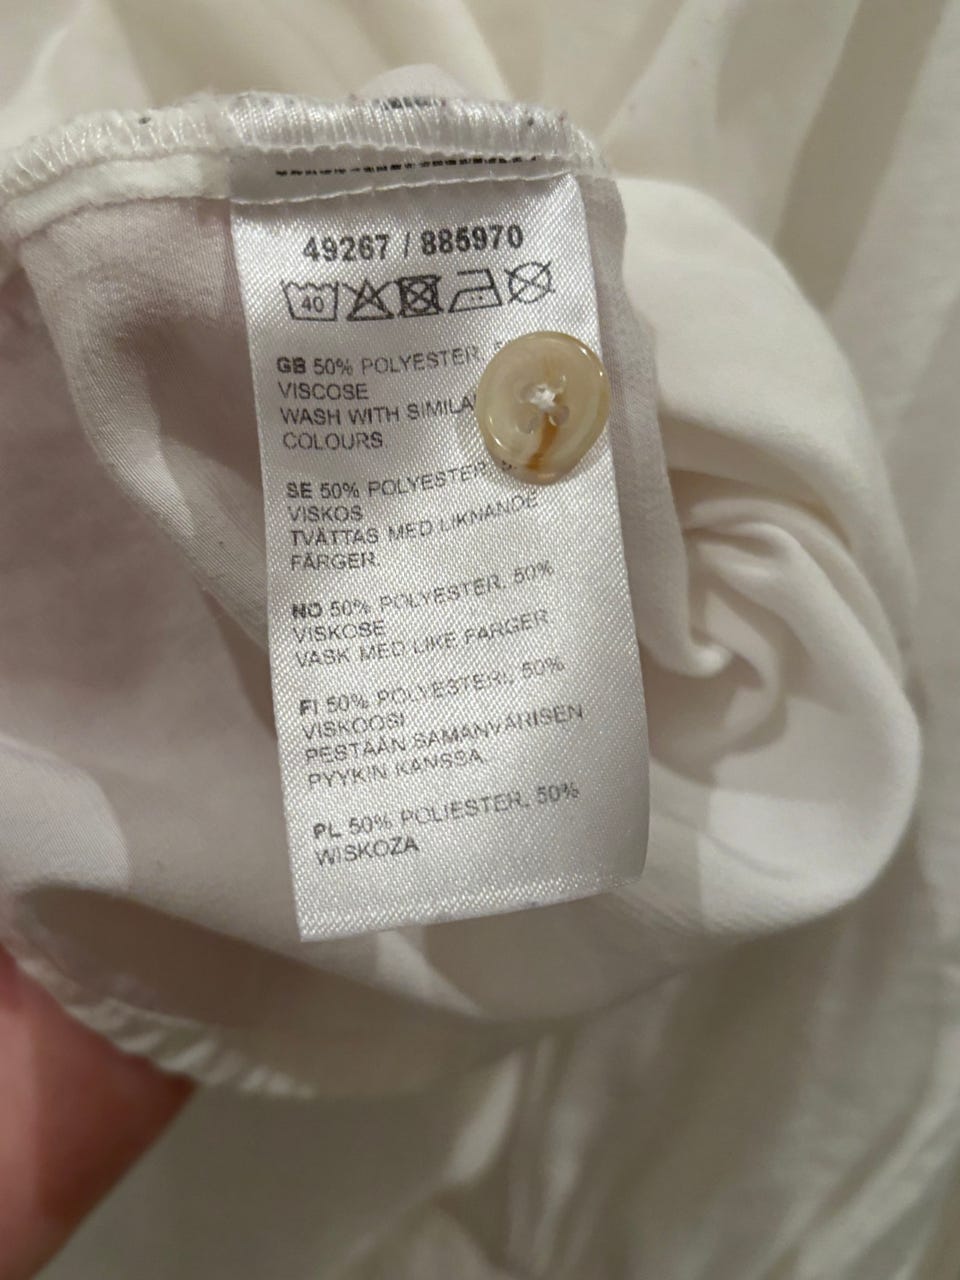 49267 / 885970
40
GB 50% POLYESTER,
VISCOSE
WASH WITH
COLOURS
SE 50% POLYESTER,
VISKOS
TVÄTTAS MED LIKNANDE
FÄRGER.
NO 50% POLYESTER, 50%
VISKOSE
VASK MED LIKE FARGER
FI 50% POLYESTERI, 50%
VISKOOSI
PESTÄÄN SAMANVÄRISEN
PYYKIN KANSSA.
PL 50% POLIESTER, 50%
WISKOZA